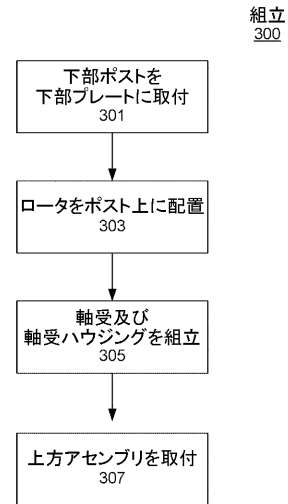 組立
300
下部ポストを
下部プレートに取付
301
ロータをポスト上に配置
303
軸受及び
軸受ハウジングを組立
305
上方アセンブリを取付
307